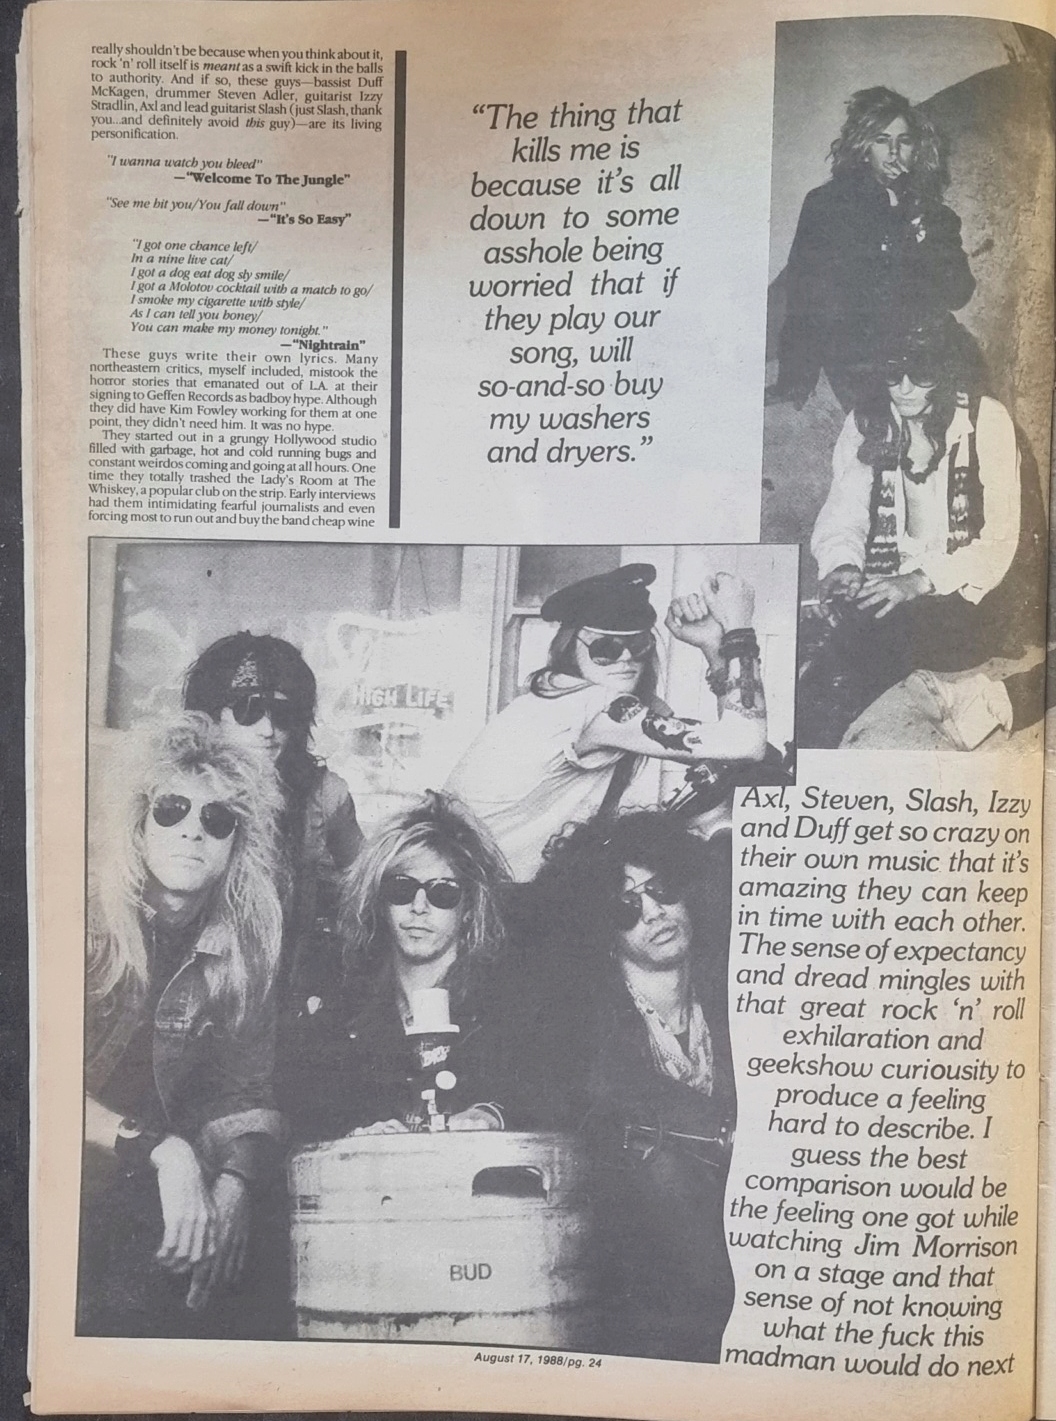 really shouldn't be because when you think about it,
rock 'n' roll itself is meant as a swift kick in the balls
to authority. And if so, these guys—bassist Duff
McKagen, drummer Steven Adler, guitarist Izzy
Stradlin, Axl and lead guitarist Slash (just Slash, thank
you...and definitely avoid this guy)—are its living
personification.
"I wanna watch you bleed"
—"Welcome To The Jungle"
"See me hit you/You fall down"
—"It's So Easy"
"I got one chance left/
In a nine live cat/
I got a dog eat dog sly smile/
I got a Molotov cocktail with a match to go/
I smoke my cigarette with style/
As I can tell you honey/
You can make my money tonight."
—"Nightrain"
These guys write their own lyrics. Many
northeastern critics, myself included, mistook the
horror stories that emanated out of L.A. at their
signing to Geffen Records as badboy hype. Although
they did have Kim Fowley working for them at one
point, they didn't need him. It was no hype.
They started out in a grungy Hollywood studio
filled with garbage, hot and cold running bugs and
constant weirdos coming and going at all hours. One
time they totally trashed the Lady's Room at The
Whiskey, a popular club on the strip. Early interviews
had them intimidating fearful journalists and even
forcing most to run out and buy the band cheap wine
"The thing that
kills me is
because it's all
down to some
asshole being
worried that if
they play our
song, will
so-and-so buy
my washers
and dryers."
HIGH LIFE
BUD
Axl, Steven, Slash, Izzy
and Duff get so crazy on
their own music that it's
amazing they can keep
in time with each other.
The sense of expectancy
and dread mingles with
that great rock 'n' roll
exhilaration and
geekshow curiousity to
produce a feeling
hard to describe. I
guess the best
comparison would be
the feeling one got while
watching Jim Morrison
on a stage and that
sense of not knowing
what the fuck this
madman would do next
August 17, 1988/pg. 24